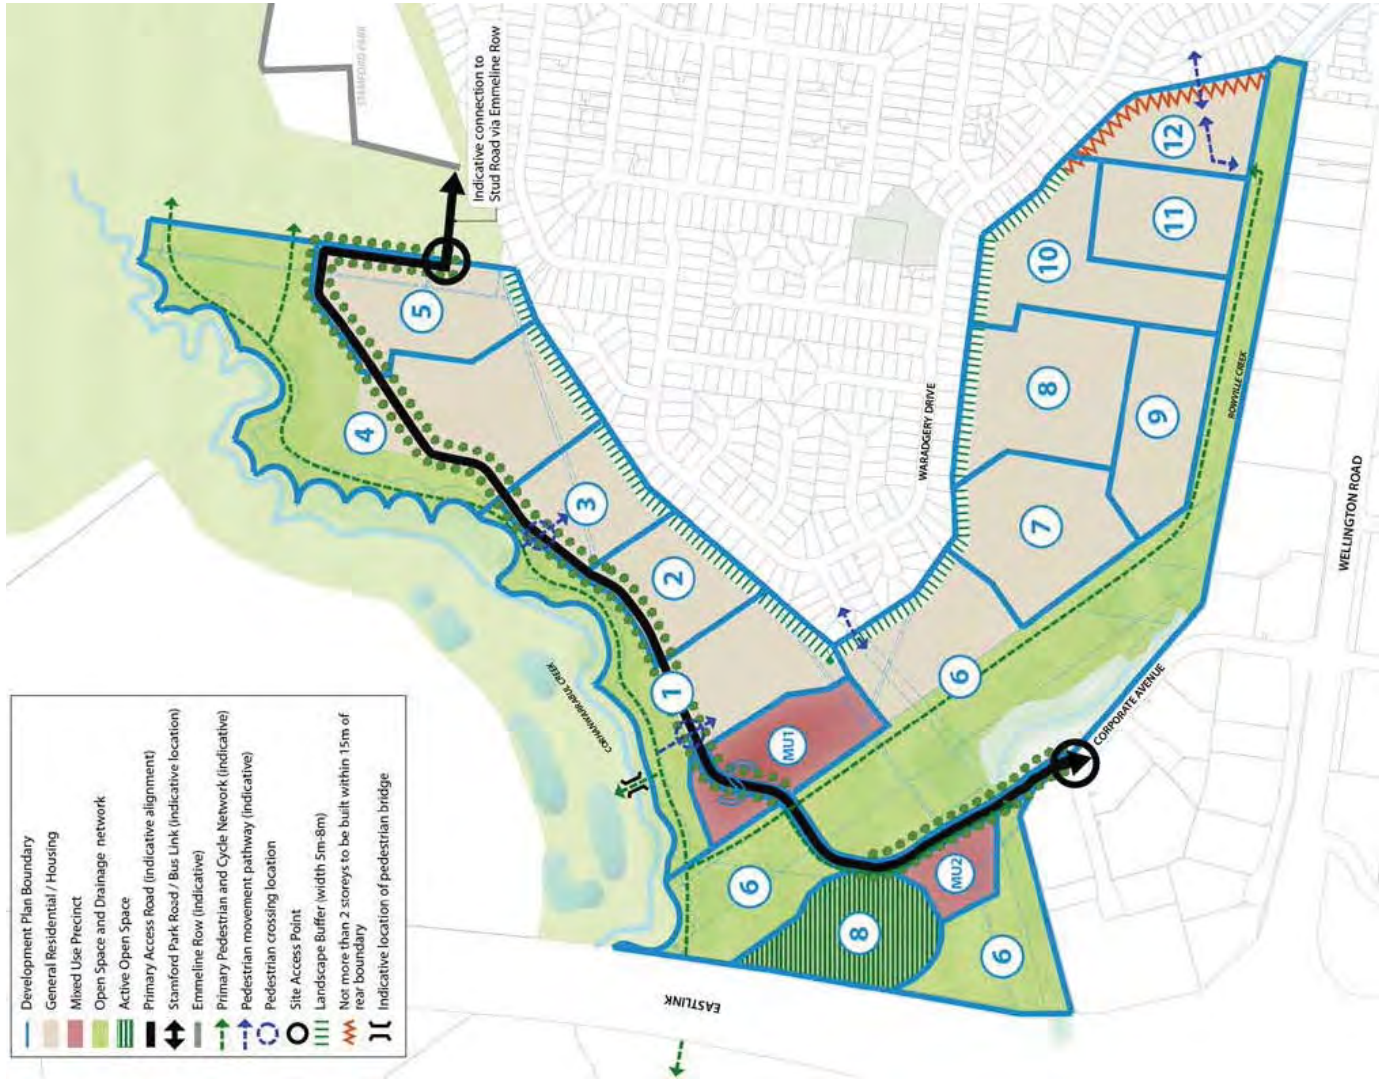 Development Plan Boundary
General Residential / Housing
Mixed Use Precinct
Open Space and Drainage network
Active Open Space
Primary Access Road (indicative alignment)
Stamford Park Road / Bus Link (indicative location)
Emmeline Row (indicative)
Primary Pedestrian and Cycle Network (indicative)
Pedestrian movement pathway (indicative)
Pedestrian crossing location
Site Access Point
Landscape Buffer (width 5m-8m)
Not more than 2 storeys to be built within 15m of
rear boundary
Indicative location of pedestrian bridge
STAMFORD PARK
Indicative connection to
Stud Road via Emmeline Row
5
4
3
2
1
CORHANWARRABUL CREEK
MU1
6
MU2
8
6
6
7
8
9
10
11
12
WARADGERY DRIVE
ROWVILLE CREEK
WELLINGTON ROAD
CORPORATE AVENUE
EASTLINK